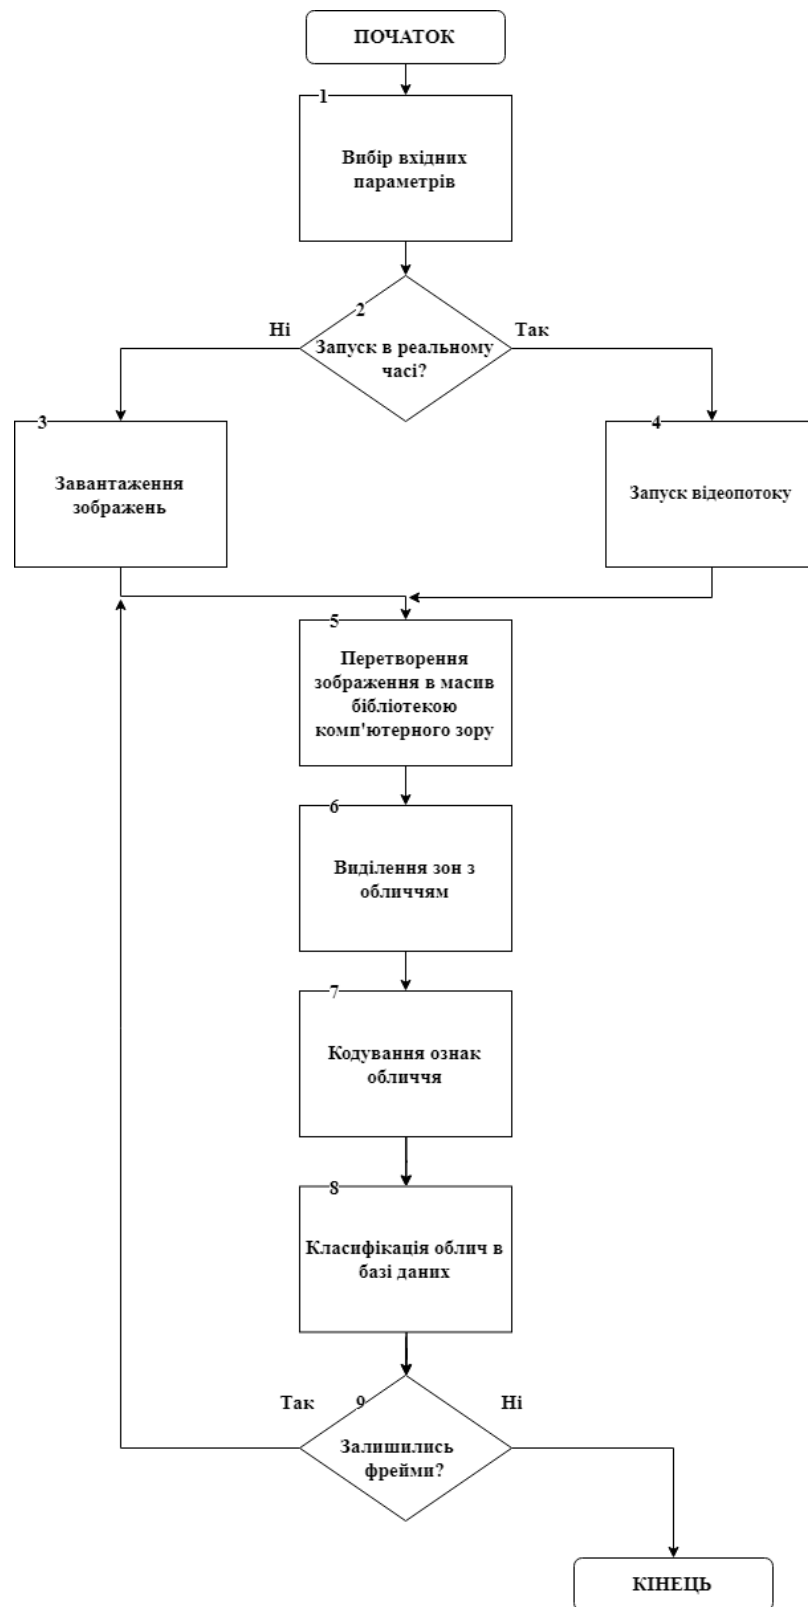 ПОЧАТОК
1
Вибір вхідних
параметрів
2
Ні
Так
Запуск в реальному
часі?
3
Завантаження
зображень
4
Запуск відеопотоку
5
Перетворення
зображення в масив
бібліотекою
комп'ютерного зору
6
Виділення зон з
обличчям
7
Кодування ознак
обличчя
8
Класифікація облич в
базі даних
Так
9
Ні
Залишились
фрейми?
КІНЕЦЬ